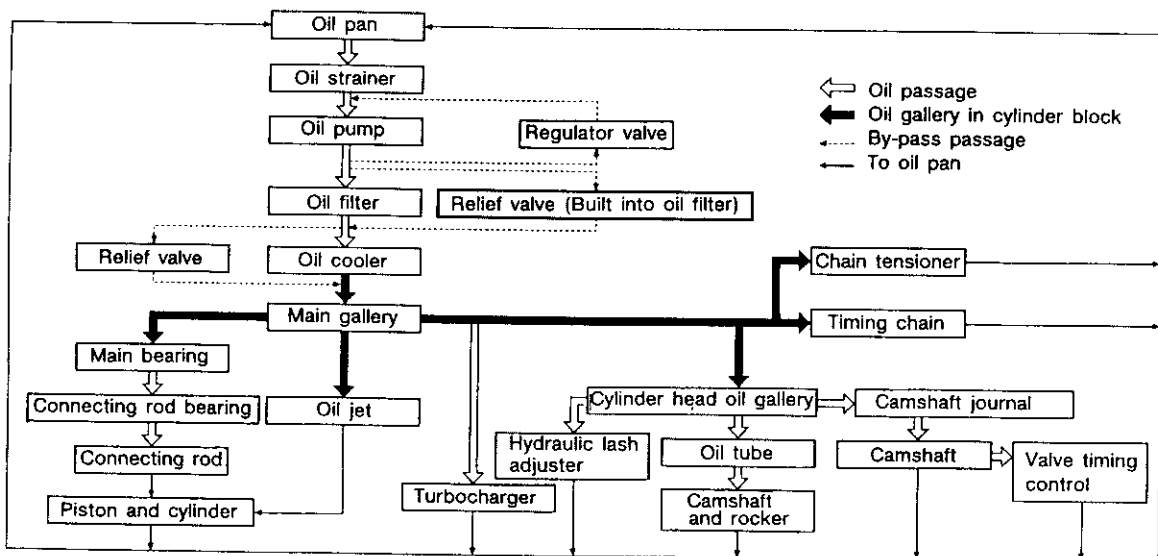 Oil pan
Oil strainer
Oil pump
Regulator valve
Oil filter
Relief valve (Built into oil filter)
Relief valve
Oil cooler
Oil passage
Oil gallery in cylinder block
By-pass passage
To oil pan
Chain tensioner
Main gallery
Timing chain
Main bearing
Connecting rod bearing
Oil jet
Cylinder head oil gallery
Camshaft journal
Connecting rod
Hydraulic lash
adjuster
Oil tube
Camshaft
Valve timing
control
Piston and cylinder
Turbocharger
Camshaft
and rocker